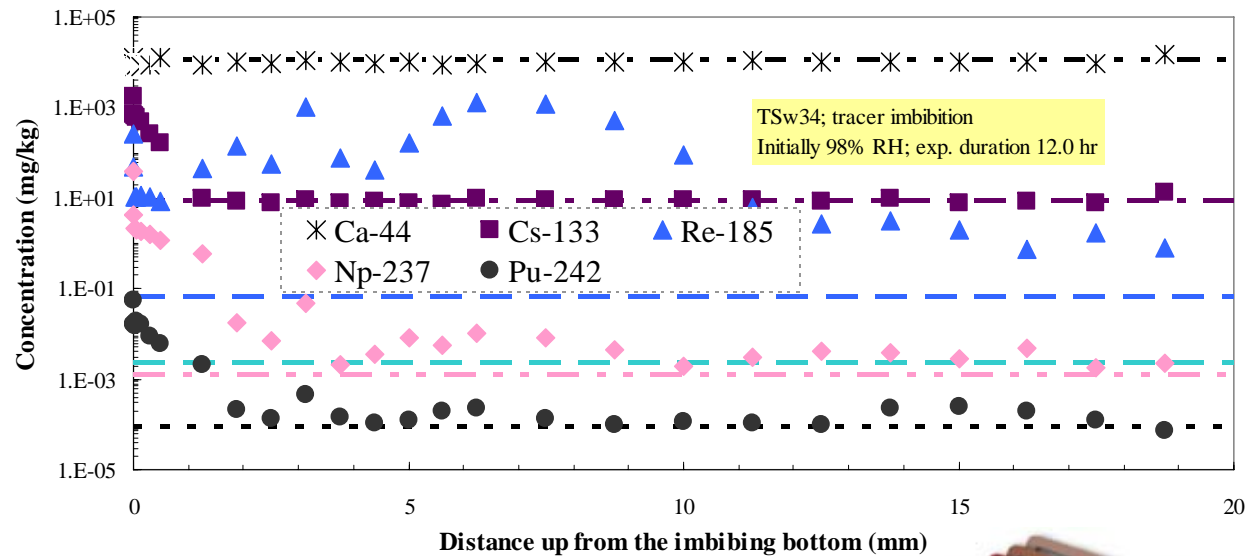 1.E+05
1.E+03
1.E+01
1.E-01
1.E-03
1.E-05
Concentration (mg/kg)
TSw34; tracer imbibition
Initially 98% RH; exp. duration 12.0 hr
Ca-44 Cs-133 Re-185
Np-237 Pu-242
0 5 10 15 20
Distance up from the imbibing bottom (mm)